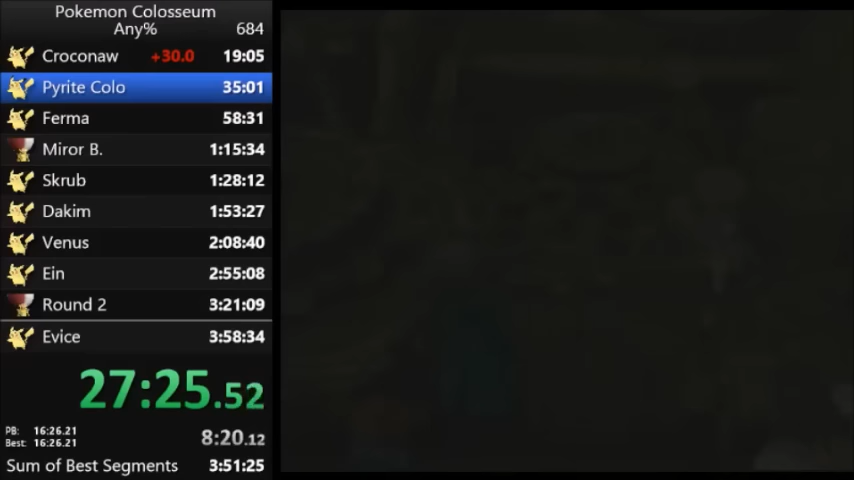 Pokemon Colosseum
Any% 684
Croconaw +30.0 19:05
Pyrite Colo 35:01
Ferma 58:31
Miror B. 1:15:34
Skrub 1:28:12
Dakim 1:53:27
Venus 2:08:40
Ein 2:55:08
Round 2 3:21:09
Evice 3:58:34
27:25.52
PB: 16:26.21
Best: 16:26.21
8:20.12
Sum of Best Segments 3:51:25